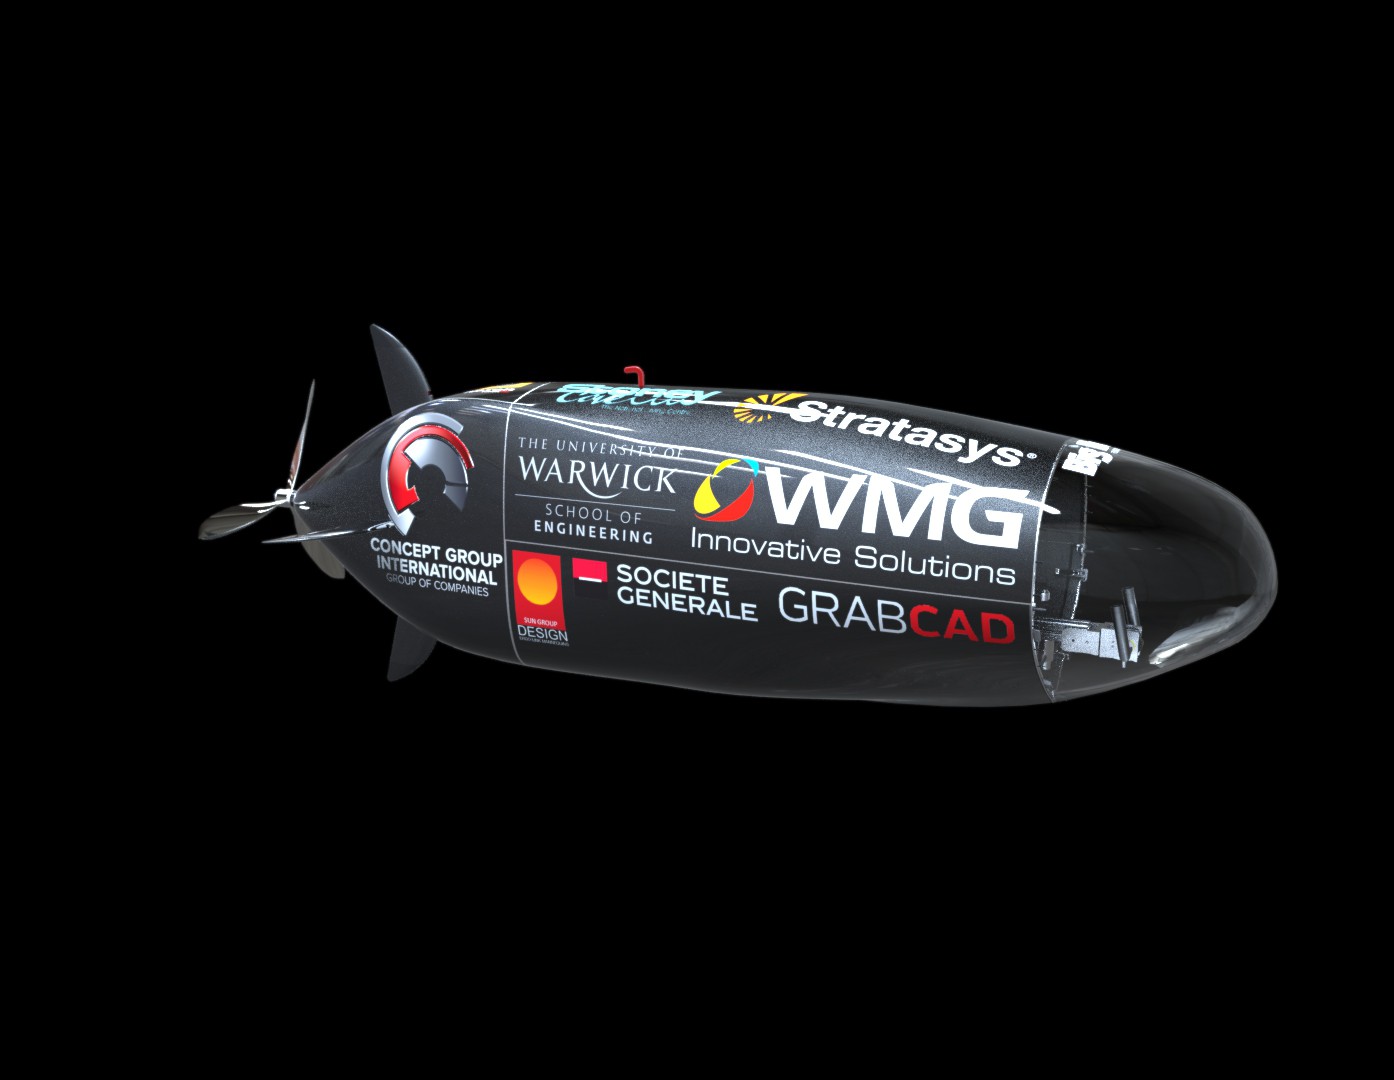 Stoney
Stratasys®
THE UNIVERSITY OF
WARWICK
SCHOOL OF
ENGINEERING
WMG
Innovative Solutions
CONCEPT GROUP
INTERNATIONAL
GROUP OF COMPANIES
SUN GROUP
DESIGN
SOCIETE
GENERALE
GRABCAD